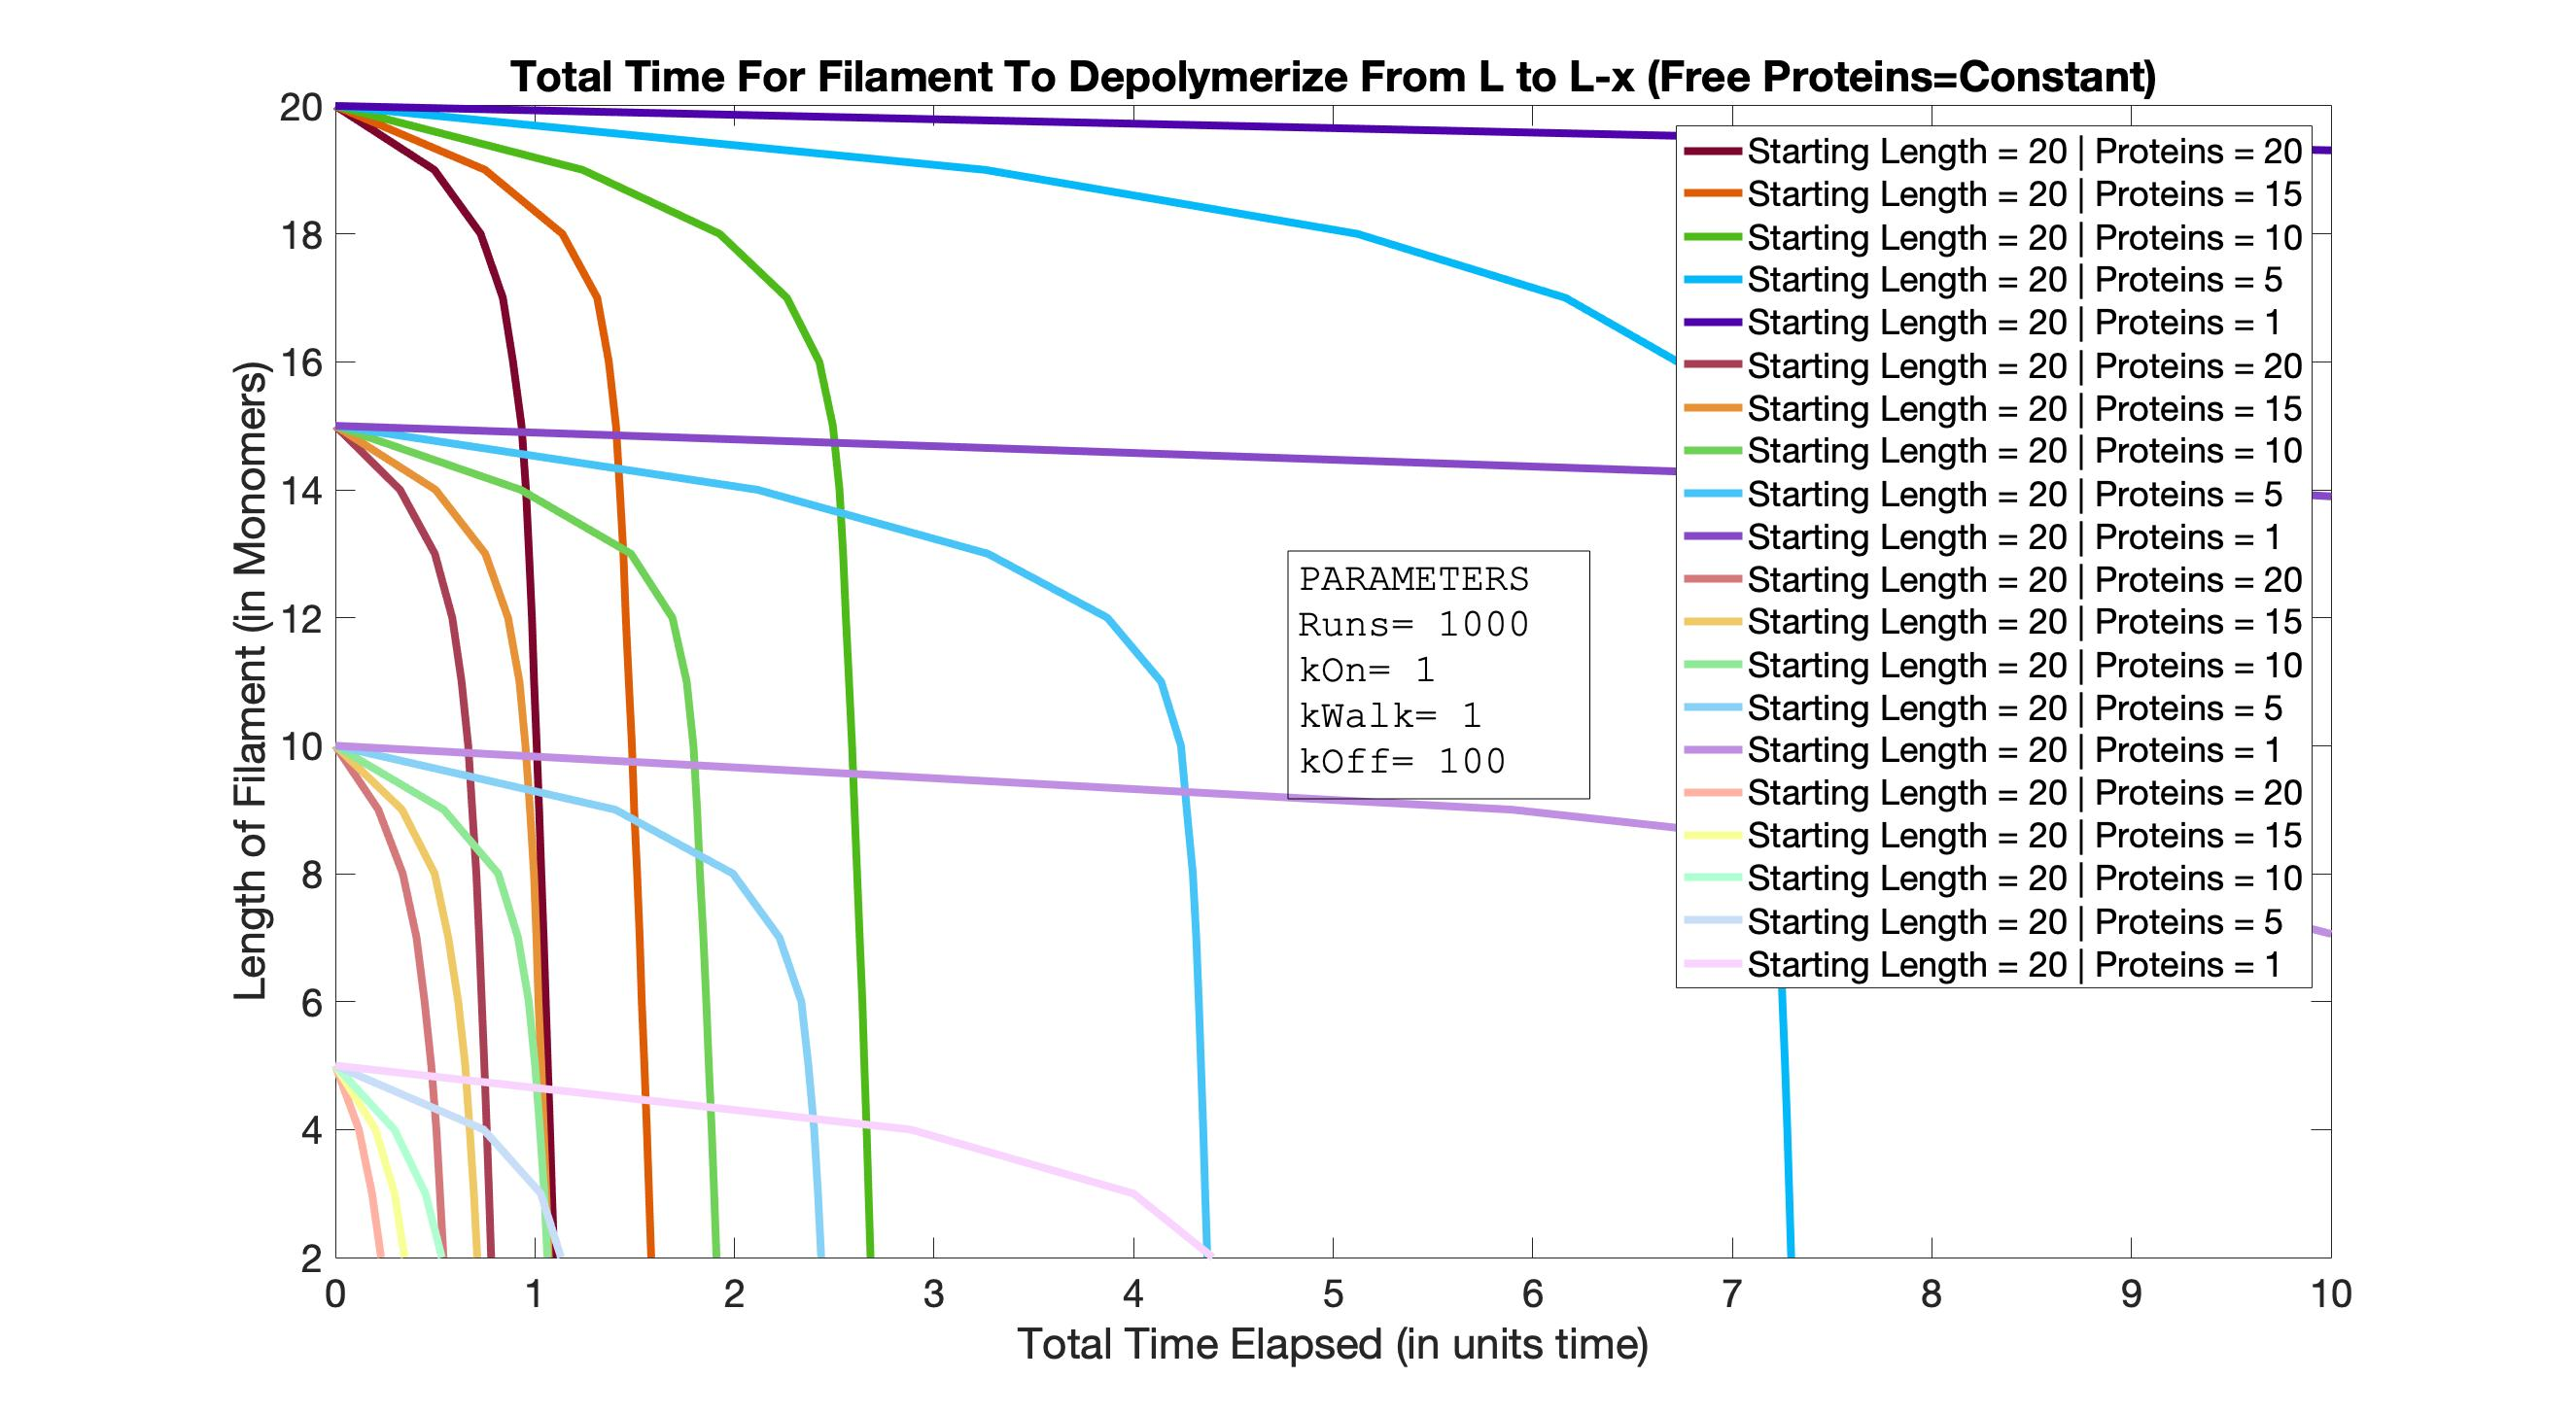 Total Time For Filament To Depolymerize From L to L-x (Free Proteins=Constant)
Length of Filament (in Monomers)
20
18
16
14
12
10
8
6
4
2
Starting Length = 20 | Proteins = 20
Starting Length = 20 | Proteins = 15
Starting Length = 20 | Proteins = 10
Starting Length = 20 | Proteins = 5
Starting Length = 20 | Proteins = 1
Starting Length = 20 | Proteins = 20
Starting Length = 20 | Proteins = 15
Starting Length = 20 | Proteins = 10
Starting Length = 20 | Proteins = 5
Starting Length = 20 | Proteins = 1
Starting Length = 20 | Proteins = 20
Starting Length = 20 | Proteins = 15
Starting Length = 20 | Proteins = 10
Starting Length = 20 | Proteins = 5
Starting Length = 20 | Proteins = 1
Starting Length = 20 | Proteins = 20
Starting Length = 20 | Proteins = 15
Starting Length = 20 | Proteins = 10
Starting Length = 20 | Proteins = 5
Starting Length = 20 | Proteins = 1
PARAMETERS
Runs= 1000
kOn= 1
kWalk= 1
kOff= 100
0 1 2 3 4 5 6 7 8 9 10
Total Time Elapsed (in units time)